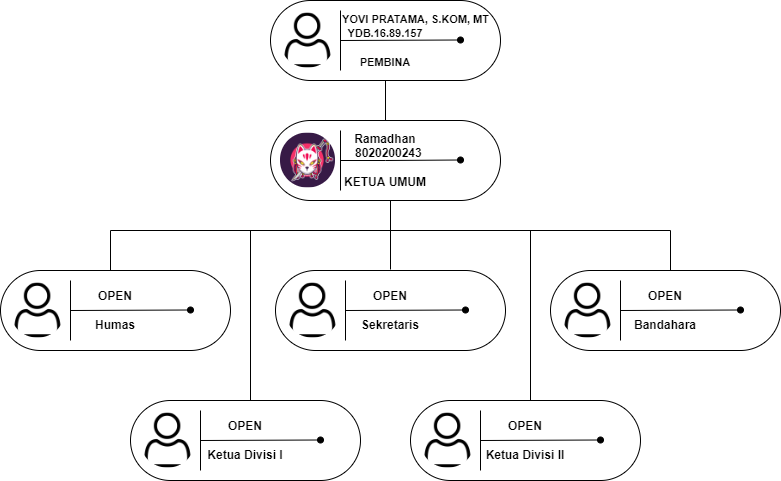 YOVI PRATAMA, S.KOM, MT
YDB.16.89.157
PEMBINA
Ramadhan
8020200243
KETUA UMUM
OPEN
Humas
OPEN
Sekretaris
OPEN
Bandahara
OPEN
Ketua Divisi I
OPEN
Ketua Divisi II